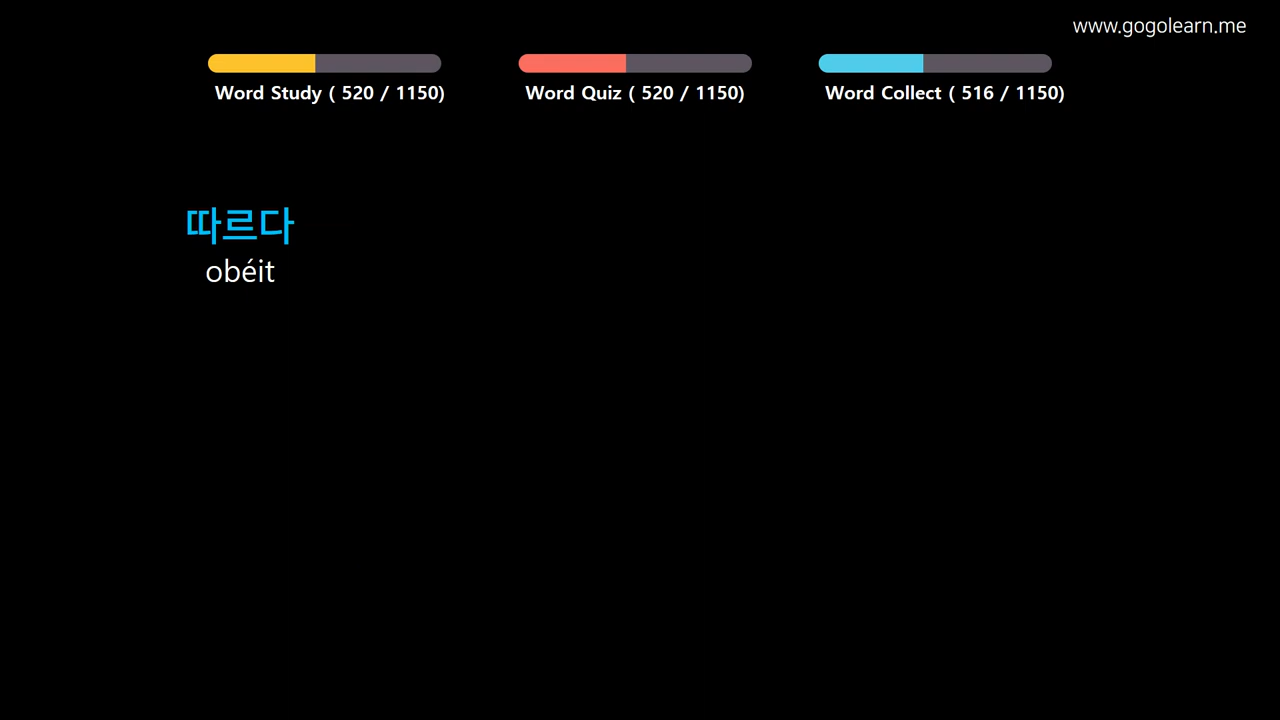 www.gogolearn.me
Word Study ( 520 / 1150)
Word Quiz ( 520 / 1150)
Word Collect ( 516 / 1150)
따르다
obéit